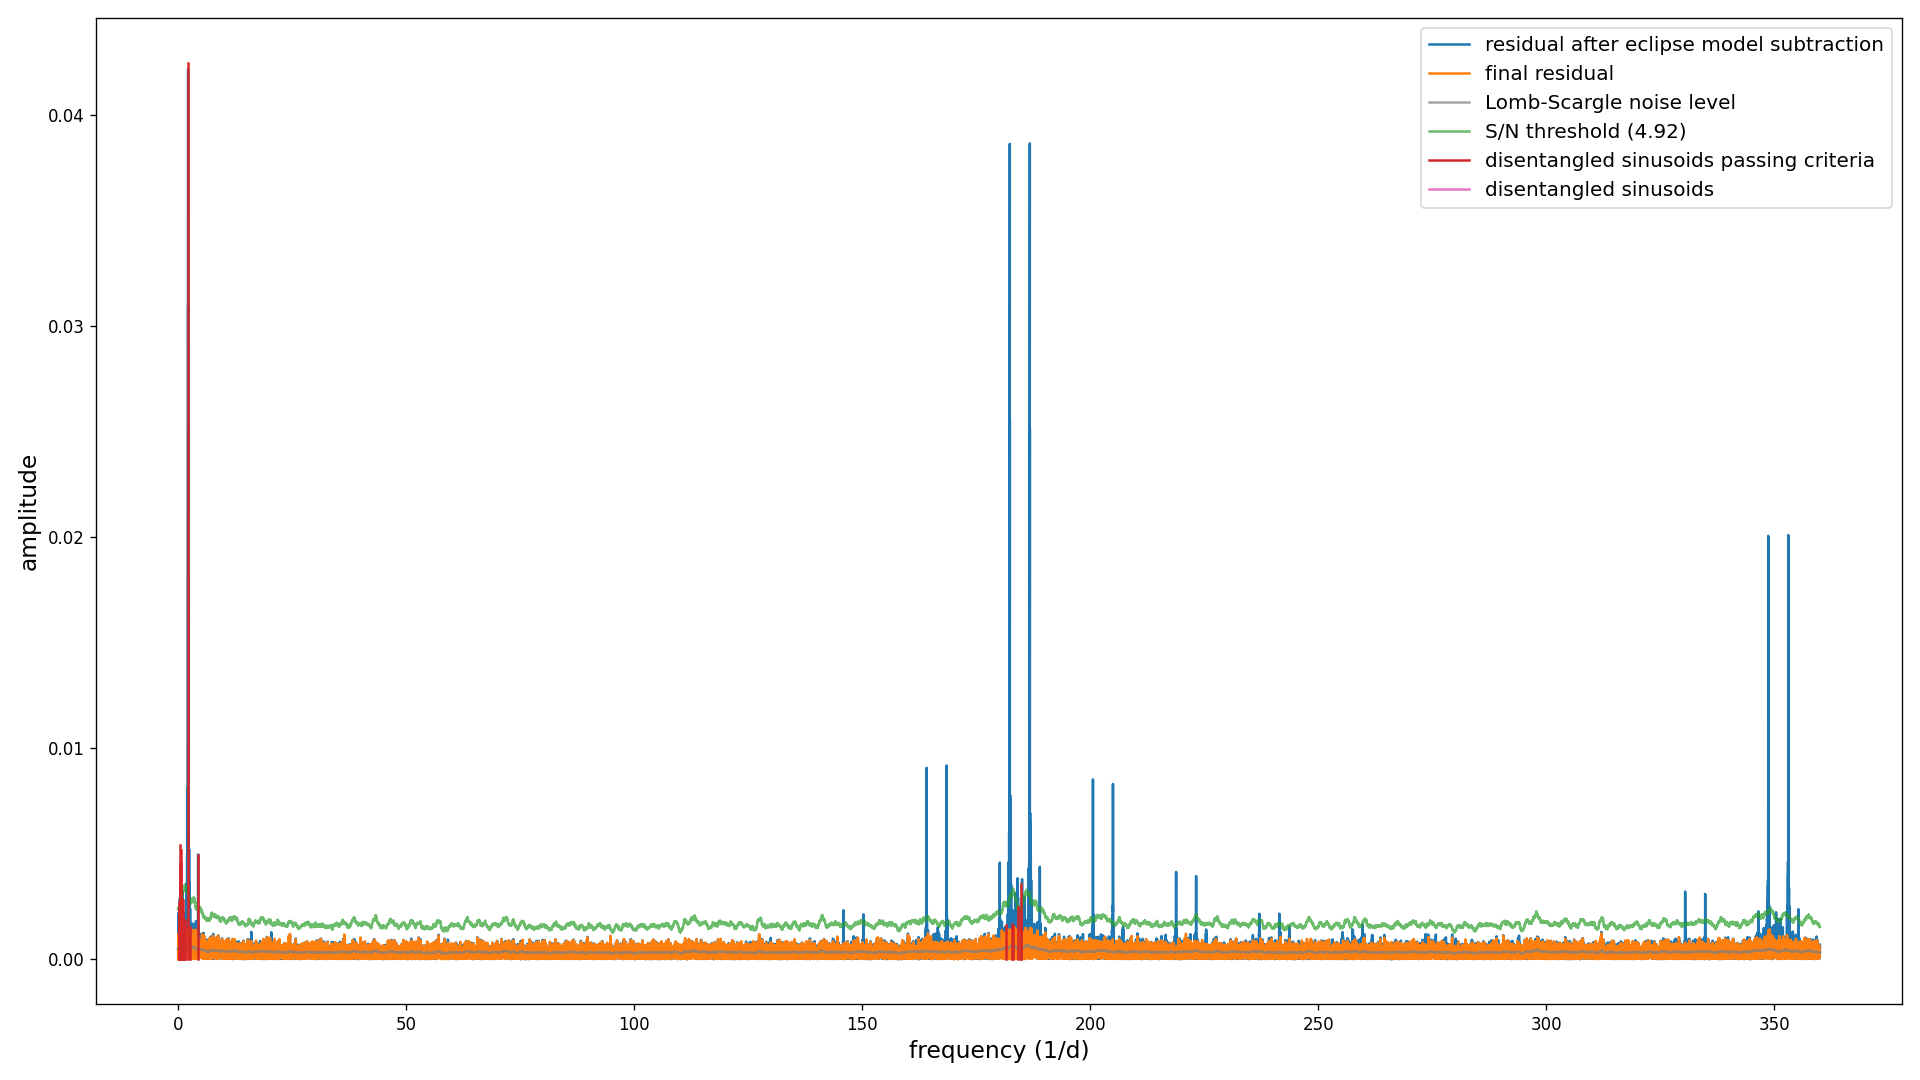 residual after eclipse model subtraction
final residual
Lomb-Scargle noise level
S/N threshold (4.92)
disentangled sinusoids passing criteria
disentangled sinusoids
amplitude
0.04
0.03
0.02
0.01
0.00
0 50 100 150 200 250 300 350
frequency (1/d)